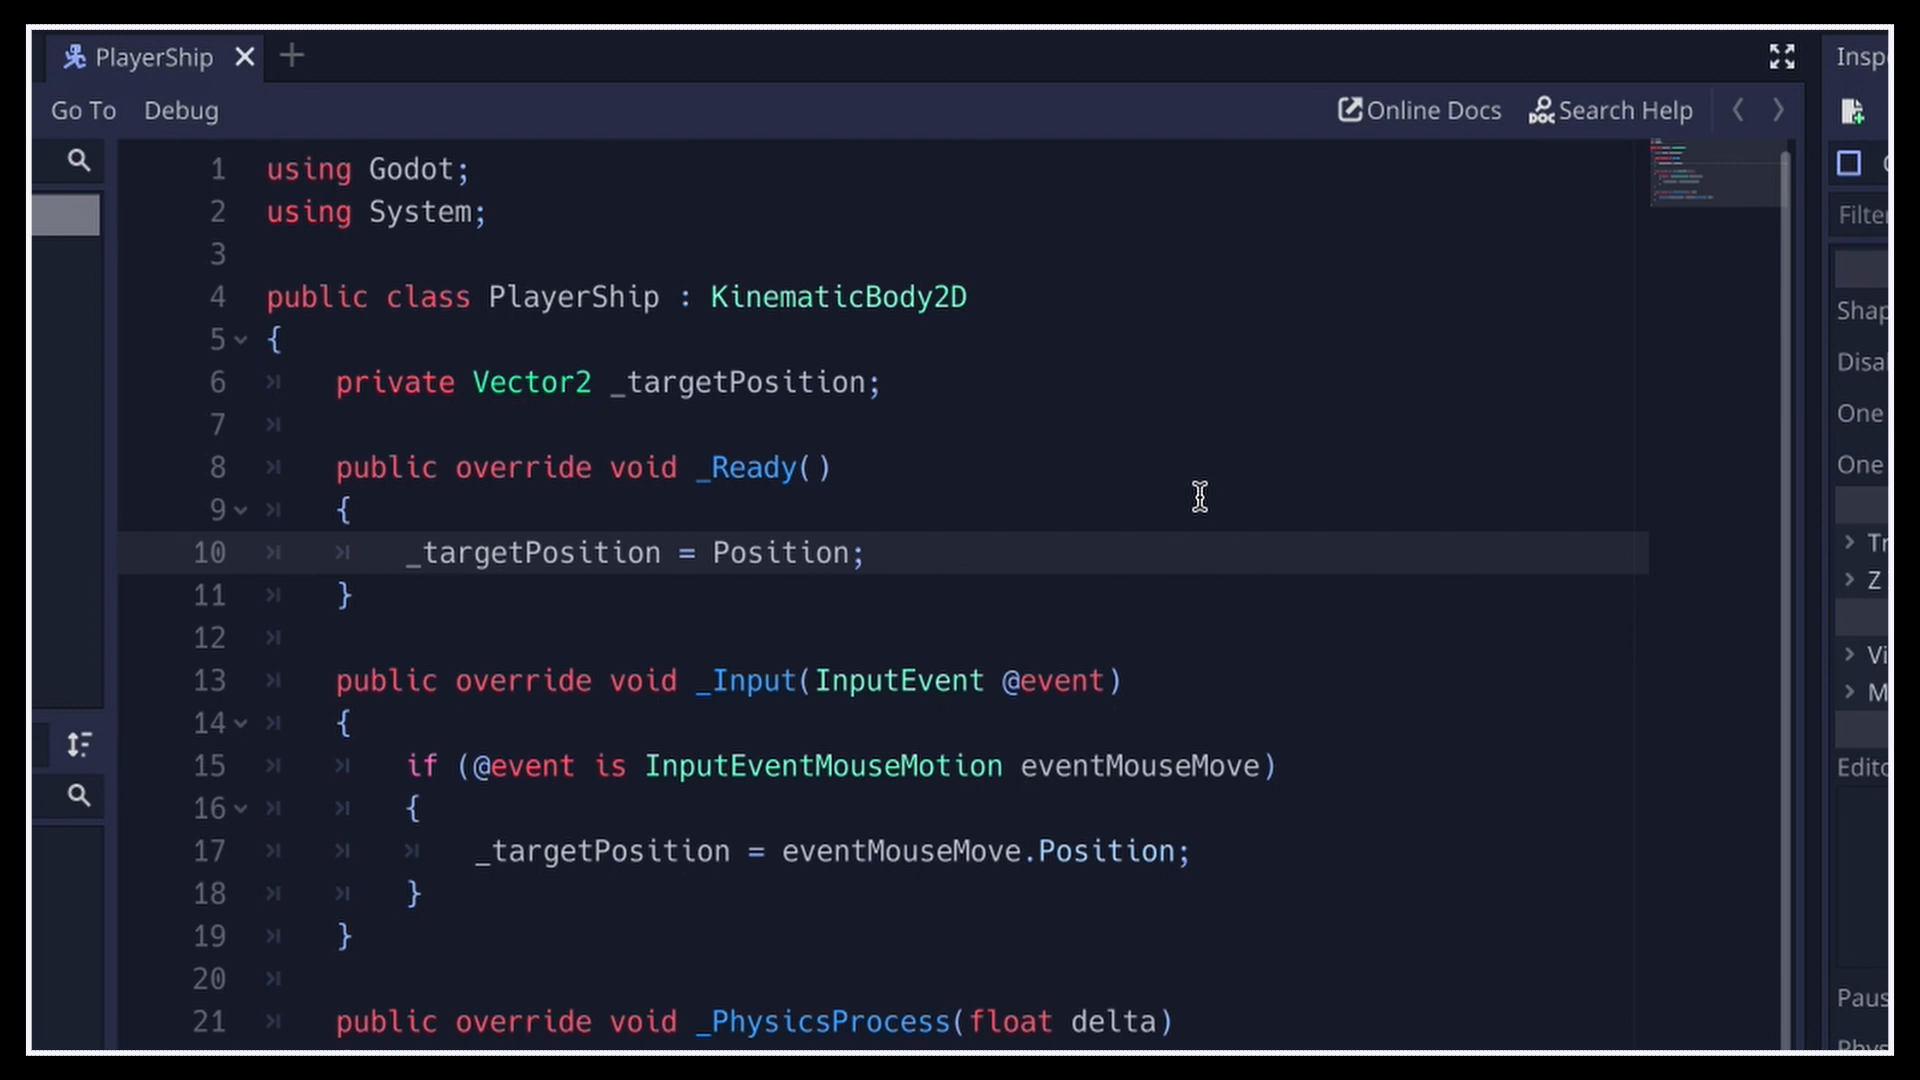 PlayerShip
Insp
Go To Debug
Online Docs Search Help
Filte
1 using Godot;
2 using System;
3
4 public class PlayerShip : KinematicBody2D
5 {
6 private Vector2 _targetPosition;
7
8 public override void _Ready()
9 {
10 _targetPosition = Position;
11 }
12
13 public override void _Input(InputEvent @event)
14 {
15 if (@event is InputEventMouseMotion eventMouseMove)
16 {
17 _targetPosition = eventMouseMove.Position;
18 }
19 }
20
21 public override void _PhysicsProcess(float delta)
Shap
Disal
One
One
Tr
Z
Vi
M
Edito
Paus